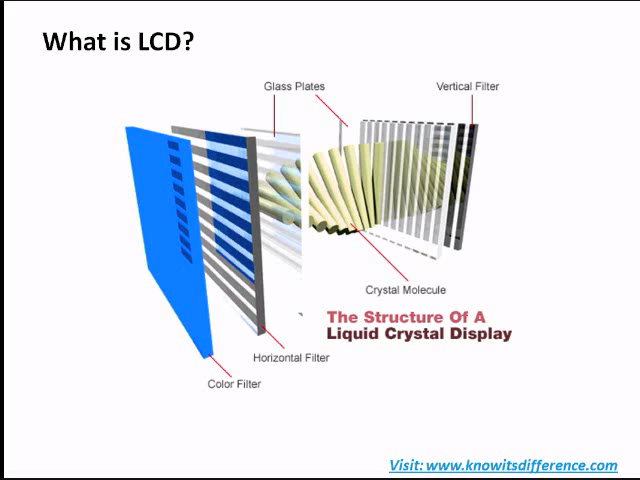 What is LCD?
Glass Plates
Vertical Filter
Crystal Molecule
The Structure Of A
Liquid Crystal Display
Horizontal Filter
Color Filter
Visit: www.knowitsdifference.com